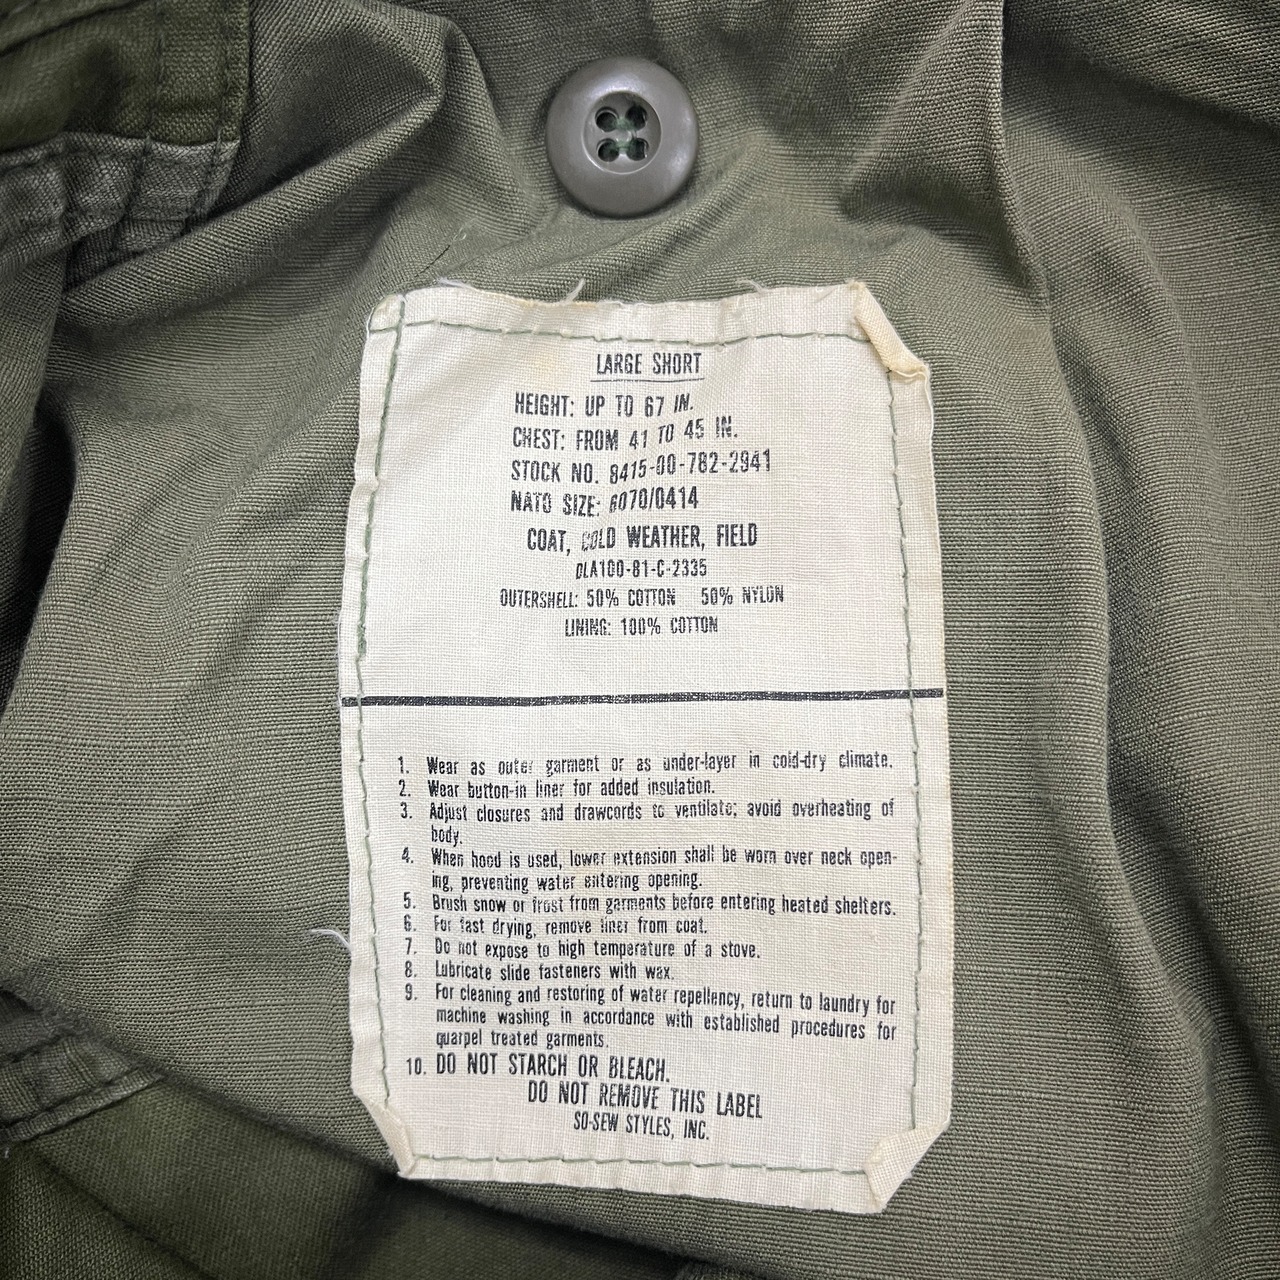 LARGE SHORT
HEIGHT: UP TO 67 IN.
CHEST: FROM 41 TO 45 IN.
STOCK NO. 8415-00-782-2941
NATO SIZE: 6070/0414
COAT, COLD WEATHER, FIELD
DLA100-81-C-2335
OUTERSHELL: 50% COTTON 50% NYLON
LINING: 100% COTTON
1. Wear as outer garment or as under-layer in cold-dry climate.
2. Wear button-in liner for added insulation.
3. Adjust closures and drawcords to ventilate; avoid overheating of
body.
4. When hood is used, lower extension shall be worn over neck open-
ing, preventing water entering opening.
5. Brush snow or frost from garments before entering heated shelters.
6. For fast drying, remove liner from coat.
7. Do not expose to high temperature of a stove.
8. Lubricate slide fasteners with wax.
9. For cleaning and restoring of water repellency, return to laundry for
machine washing in accordance with established procedures for
quarpel treated garments.
10. DO NOT STARCH OR BLEACH.
DO NOT REMOVE THIS LABEL
SO-SEW STYLES, INC.